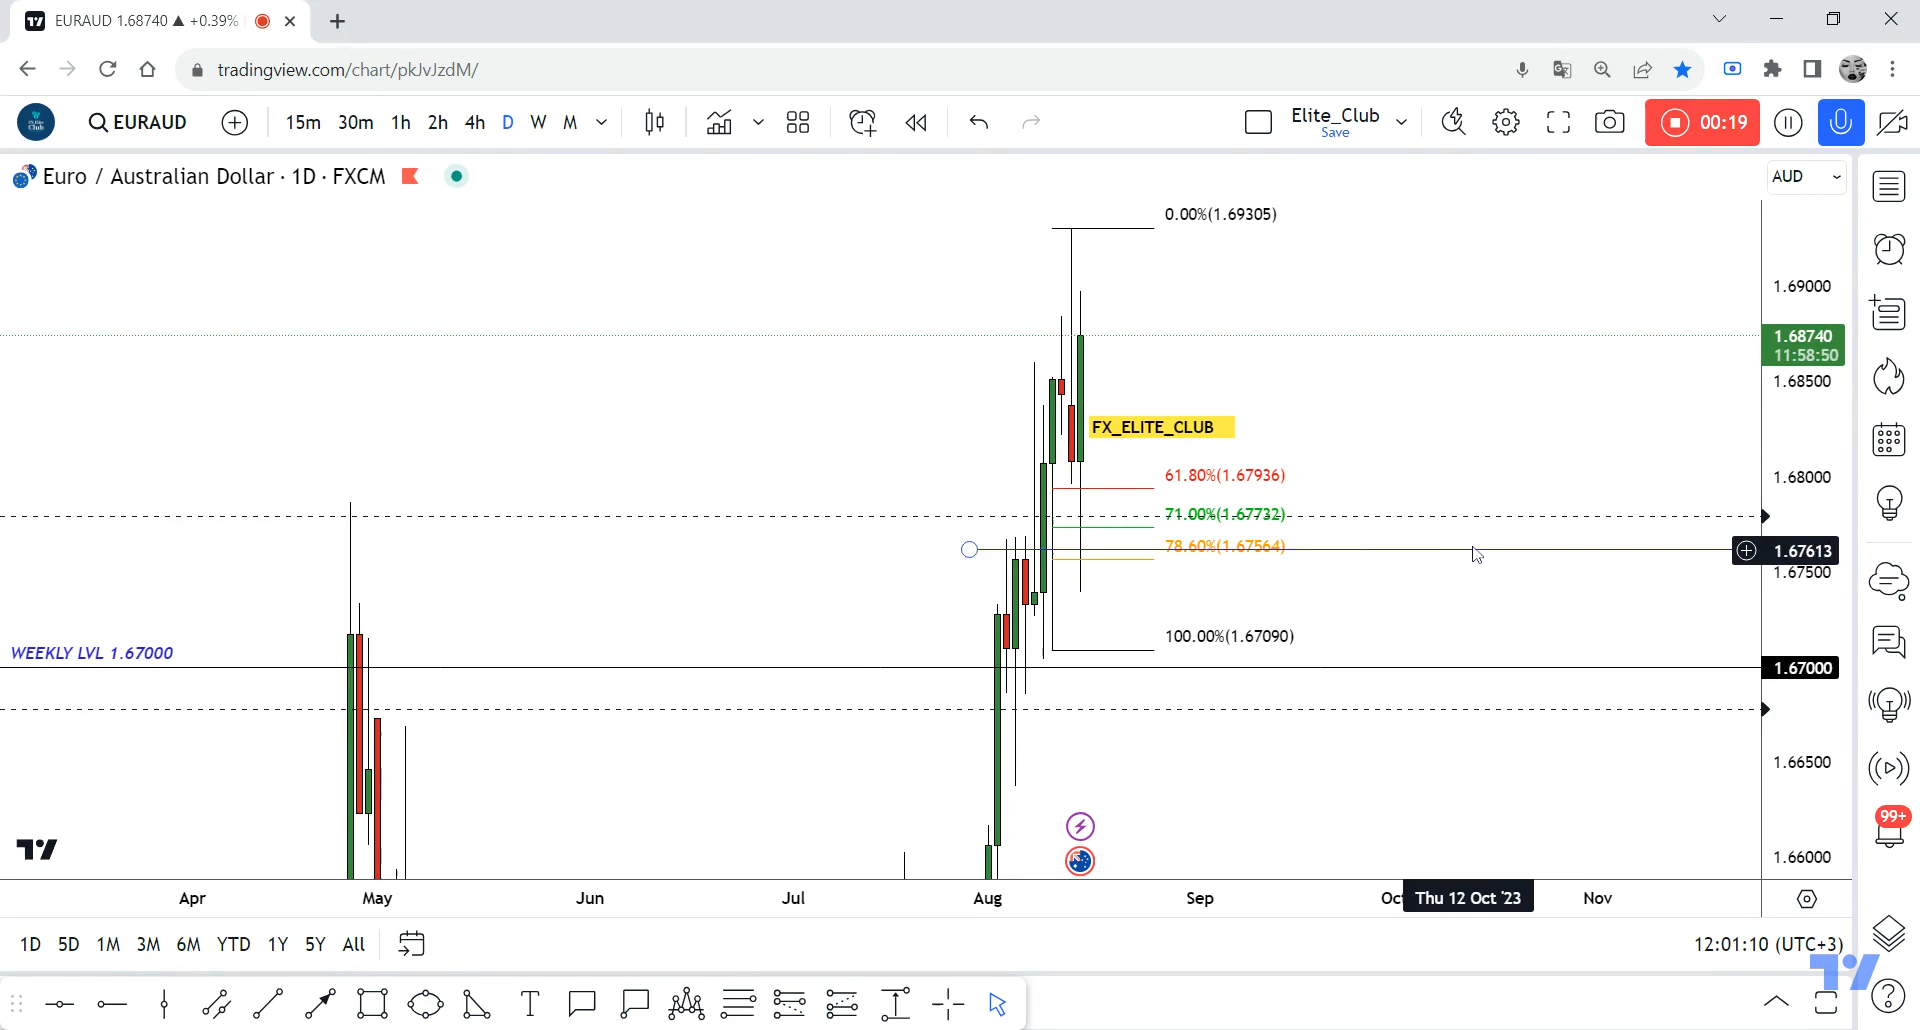 EURAUD 1.68740 ▲ +0.39%
tradingview.com/chart/pkJvJzdM/
EURAUD
15m 30m 1h 2h 4h D W M
Elite_Club
Save
00:19
Euro / Australian Dollar · 1D · FXCM
AUD
0.00%(1.69305)
1.69000
1.68740
11:58:50
1.68500
FX_ELITE_CLUB
61.80%(1.67936)
1.68000
71.00%(1.67732)
78.60%(1.67564)
1.67613
1.67500
100.00%(1.67090)
WEEKLY LVL 1.67000
1.67000
1.66500
99+
1.66000
Apr May Jun Jul Aug Sep Oct Thu 12 Oct '23 Nov
1D 5D 1M 3M 6M YTD 1Y 5Y All
12:01:10 (UTC+3)